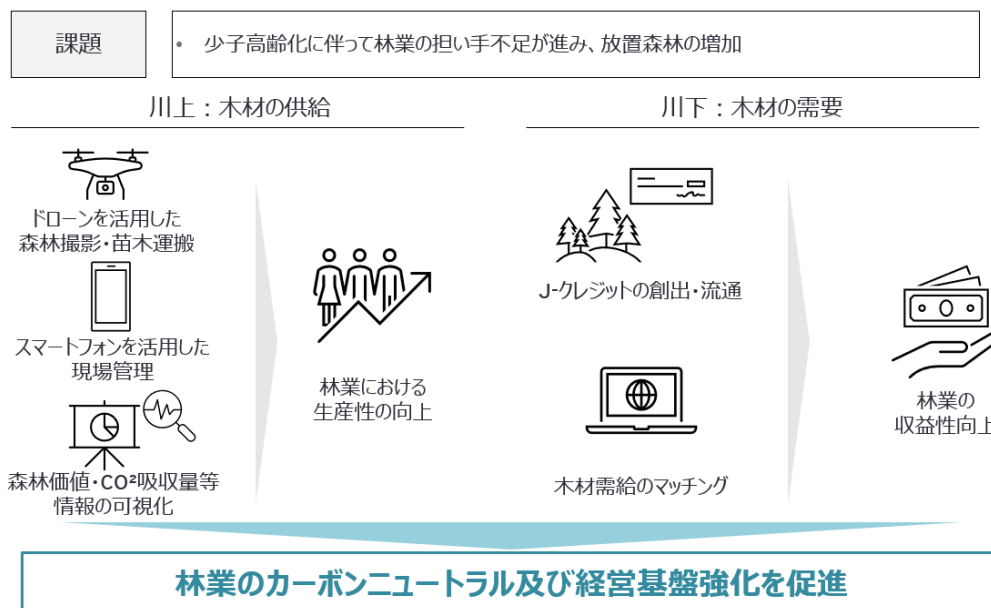 課題
• 少子高齢化に伴って林業の担い手不足が進み、放置森林の増加
川上：木材の供給
ドローンを活用した
森林撮影・苗木運搬
スマートフォンを活用した
現場管理
森林価値・CO²吸収量等
情報の可視化
林業における
生産性の向上
川下：木材の需要
J-クレジットの創出・流通
木材需給のマッチング
林業の
収益性向上
林業のカーボンニュートラル及び経営基盤強化を促進